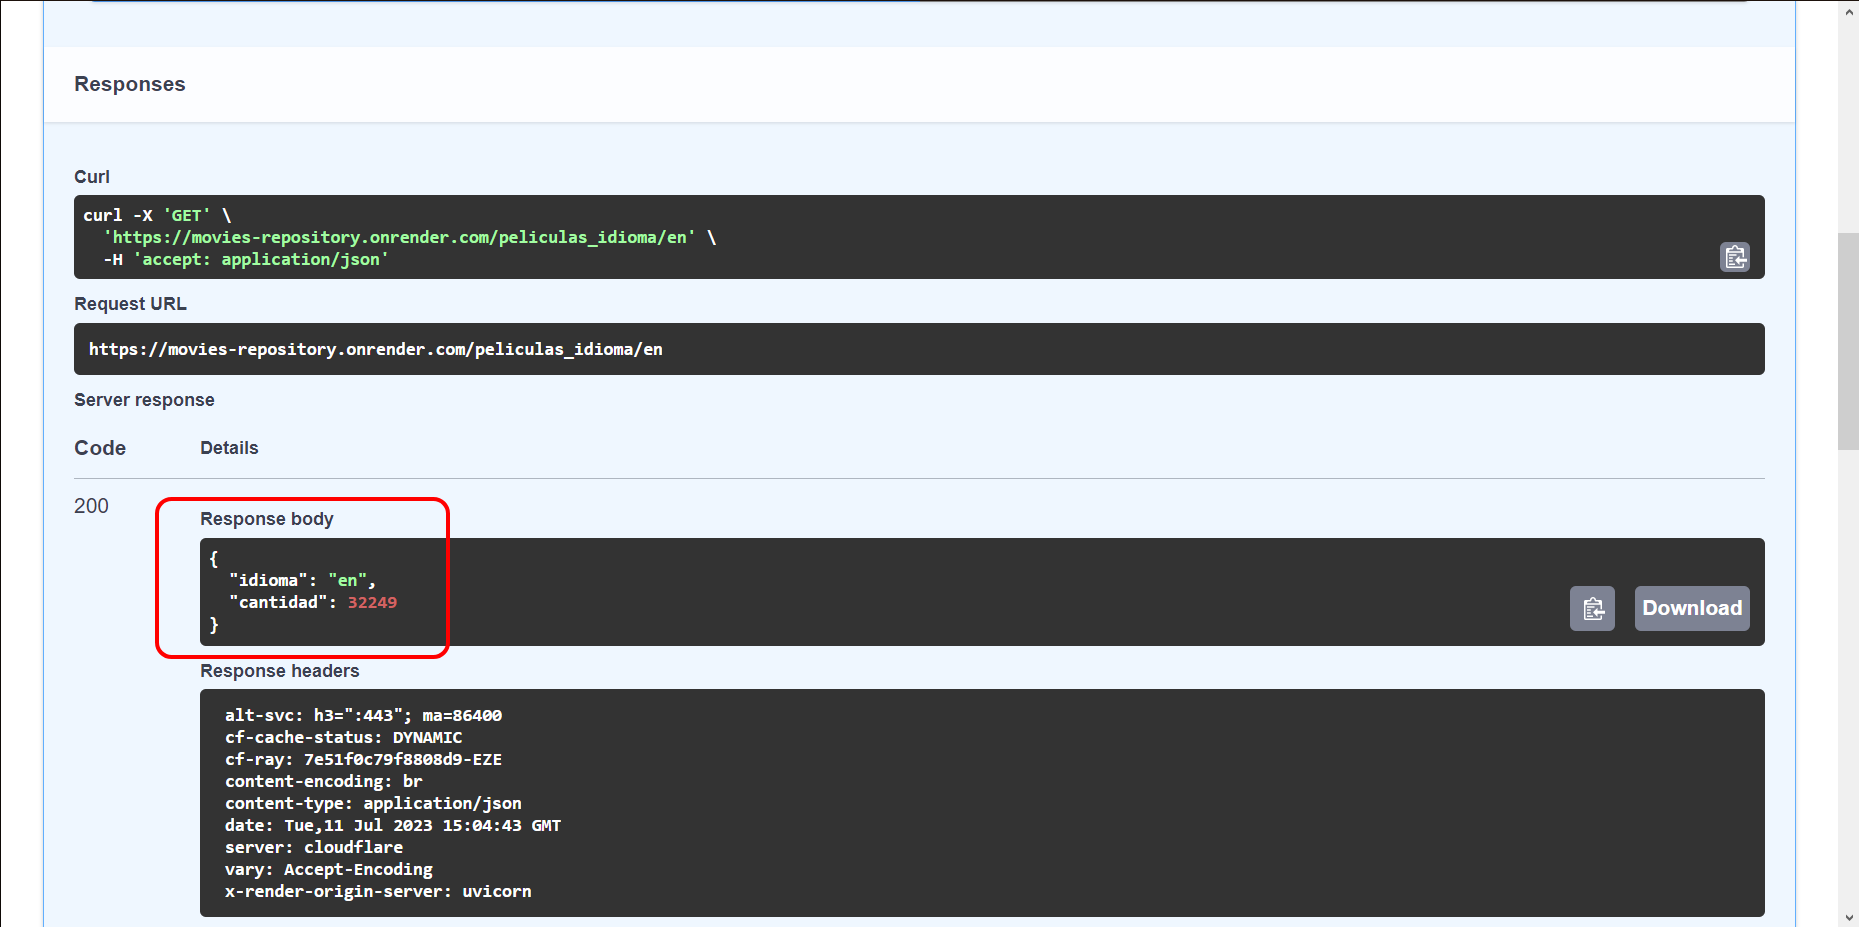 Responses
Curl
curl -X 'GET' \
'https://movies-repository.onrender.com/peliculas_idioma/en' \
-H 'accept: application/json'
Request URL
https://movies-repository.onrender.com/peliculas_idioma/en
Server response
Code Details
200
Response body
{
"idioma": "en",
"cantidad": 32249
}
Download
Response headers
alt-svc: h3=":443"; ma=86400
cf-cache-status: DYNAMIC
cf-ray: 7e51f0c79f8808d9-EZE
content-encoding: br
content-type: application/json
date: Tue,11 Jul 2023 15:04:43 GMT
server: cloudflare
vary: Accept-Encoding
x-render-origin-server: uvicorn